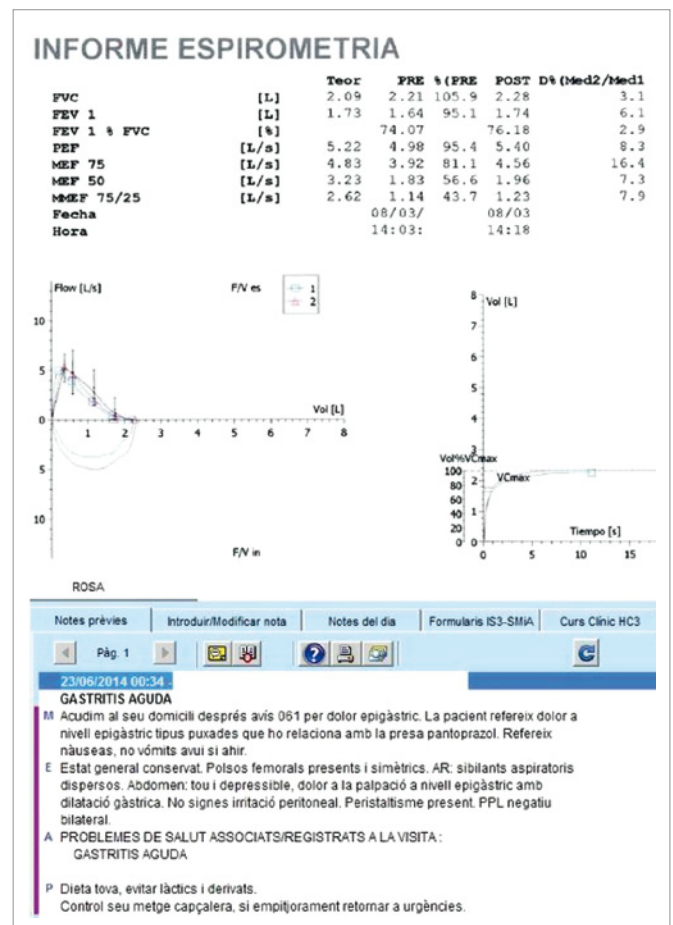 INFORME ESPIROMETRIA
Teor PRE %(PRE POST D%(Med2/Med1
FVC [L] 2.09 2.21 105.9 2.28 3.1
FEV 1 [L] 1.73 1.64 95.1 1.74 6.1
FEV 1 % FVC [%] 74.07 76.18 2.9
PEF [L/s] 5.22 4.98 95.4 5.40 8.3
MEF 75 [L/s] 4.83 3.92 81.1 4.56 16.4
MEF 50 [L/s] 3.23 1.83 56.6 1.96 7.3
MMEF 75/25 [L/s] 2.62 1.14 43.7 1.23 7.9
Fecha 08/03/ 08/03
Hora 14:03: 14:18
Flow [L/s] F/V es 1
2
10
5
0
1 2 3 4 5 6 7 8
Vol [L]
5
10
F/V in
Vol [L]
8
7
6
5
4
3
Vol%VCmax
100 2 VCmax
80
60
40 1
20
0 0
Tiempo [s]
0 5 10 15
ROSA
Notes prèvies Introduir/Modificar nota Notes del dia Formularis IS3-SMiA Curs Clínic HC3
Pàg. 1
23/06/2014 00:34 -
GASTRITIS AGUDA
M Acudim al seu domicili després avís 061 per dolor epigàstric. La pacient refereix dolor a
nivell epigàstric tipus puxades que ho relaciona amb la presa pantoprazol. Refereix
nàuseas, no vómits avui si ahir.
E Estat general conservat. Polsos femorals presents i simètrics. AR: sibilants aspiratoris
dispersos. Abdomen: tou i depressible, dolor a la palpació a nivell epigàstric amb
dilatació gàstrica. No signes irritació peritoneal. Peristaltisme present. PPL negatiu
bilateral.
A PROBLEMES DE SALUT ASSOCIATS/REGISTRATS A LA VISITA :
GASTRITIS AGUDA
P Dieta tova, evitar làctics i derivats.
Control seu metge capçalera, si empitjorament retornar a urgències.